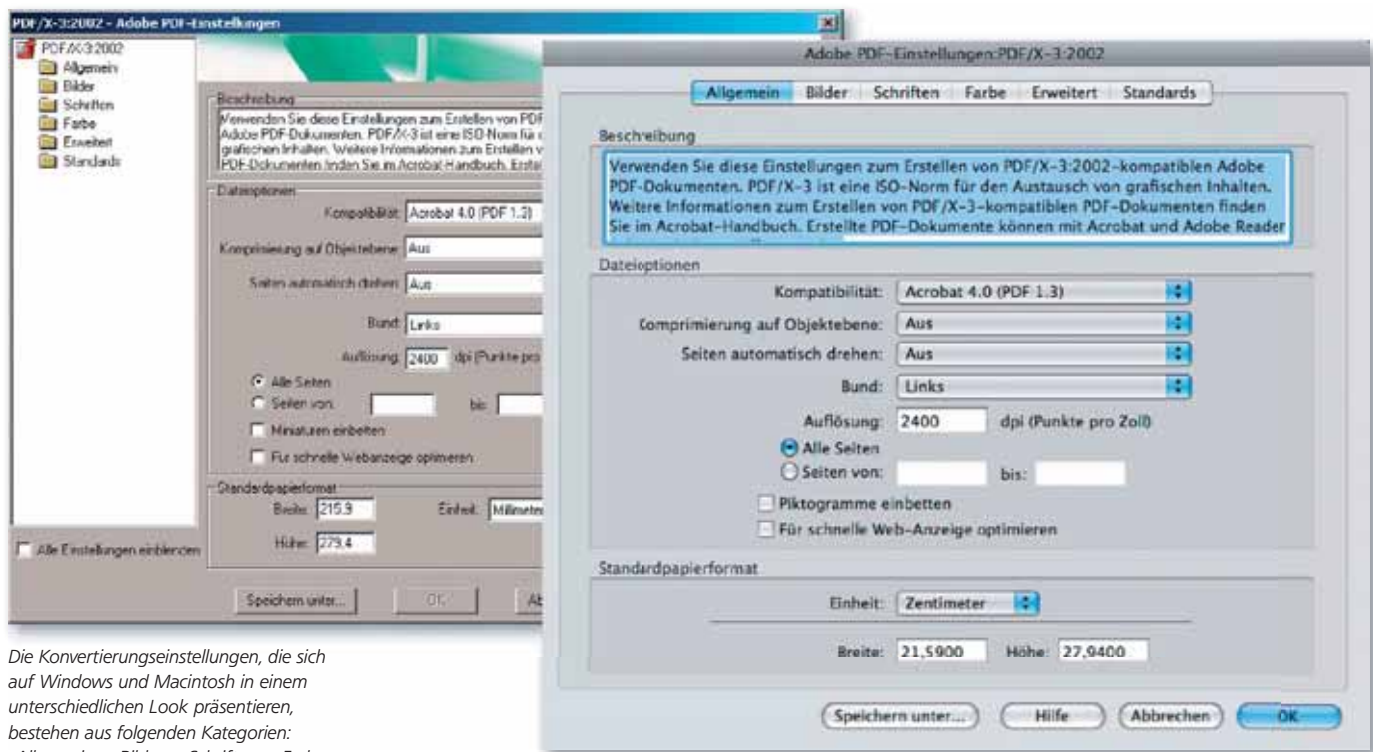 PDF/X-3:2002 - Adobe PDF-Einstellungen
PDF/X-3:2002
Allgemein
Bilder
Schriften
Farbe
Erweitert
Standards
Beschreibung
Verwenden Sie diese Einstellungen zum Erstellen von PDF
Adobe PDF-Dokumenten. PDF/X-3 ist eine ISO-Norm für
grafischen Inhalten. Weitere Informationen zum Erstellen v
PDF-Dokumenten finden Sie im Acrobat-Handbuch. Erste
Dateioptionen
Kompatibilität: Acrobat 4.0 (PDF 1.3)
Komprimierung auf Objektebene: Aus
Seiten automatisch drehen: Aus
Bund: Links
Auflösung: 2400 dpi (Punkte pro
Alle Seiten
Seiten von: bis:
Miniaturen einbetten
Für schnelle Webanzeige optimieren
Standardpapierformat
Breite: 215.9 Einheit: Millimeter
Höhe: 279.4
Alle Einstellungen einblenden
Speichern unter... OK Ab
Adobe PDF-Einstellungen:PDF/X-3:2002
Allgemein Bilder Schriften Farbe Erweitert Standards
Beschreibung
Verwenden Sie diese Einstellungen zum Erstellen von PDF/X-3:2002-kompatiblen Adobe
PDF-Dokumenten. PDF/X-3 ist eine ISO-Norm für den Austausch von grafischen Inhalten.
Weitere Informationen zum Erstellen von PDF/X-3-kompatiblen PDF-Dokumenten finden
Sie im Acrobat-Handbuch. Erstellte PDF-Dokumente können mit Acrobat und Adobe Reader
Dateioptionen
Kompatibilität: Acrobat 4.0 (PDF 1.3)
Komprimierung auf Objektebene: Aus
Seiten automatisch drehen: Aus
Bund: Links
Auflösung: 2400 dpi (Punkte pro Zoll)
Alle Seiten
Seiten von: bis:
Piktogramme einbetten
Für schnelle Web-Anzeige optimieren
Standardpapierformat
Einheit: Zentimeter
Breite: 21,5900 Höhe: 27,9400
Speichern unter... Hilfe Abbrechen OK
Die Konvertierungseinstellungen, die sich
auf Windows und Macintosh in einem
unterschiedlichen Look präsentieren,
bestehen aus folgenden Kategorien: